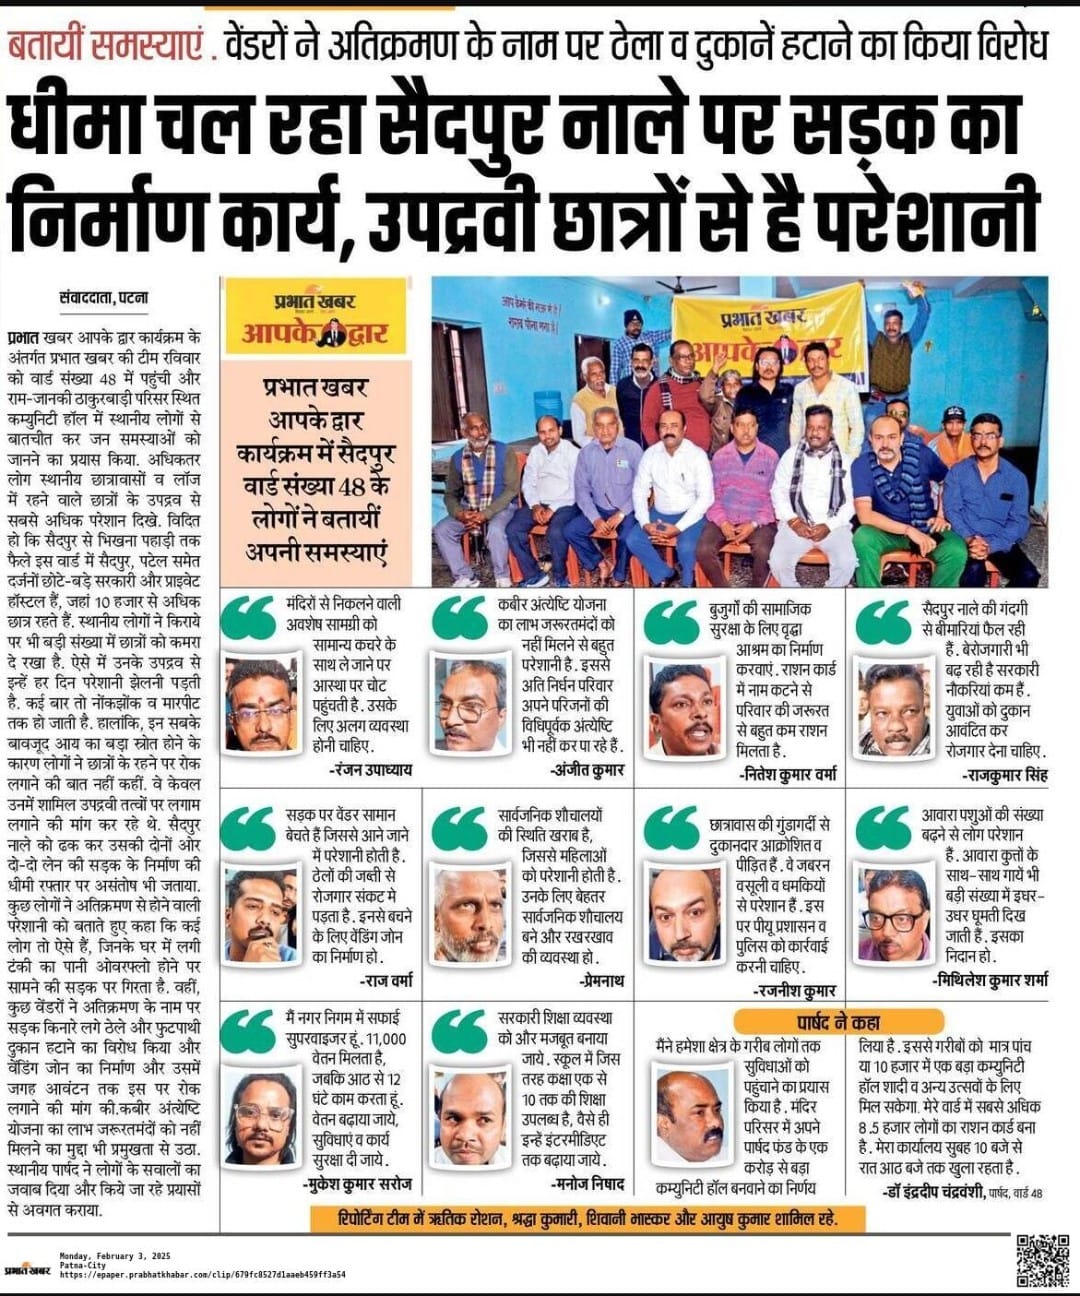 बतायीं समस्याएं . वेंडरों ने अतिक्रमण के नाम पर ठेला व दुकानें हटाने का किया विरोध
धीमा चल रहा सैदपुर नाले पर सड़क का
निर्माण कार्य, उपद्रवी छात्रों से है परेशानी
संवाददाता, पटना
प्रभात खबर आपके द्वार कार्यक्रम के
अंतर्गत प्रभात खबर की टीम रविवार
को वार्ड संख्या 48 में पहुंची और
राम-जानकी ठाकुरबाड़ी परिसर स्थित
कम्युनिटी हॉल में स्थानीय लोगों से
बातचीत कर जन समस्याओं को
जानने का प्रयास किया. अधिकतर
लोग स्थानीय छात्रावासों व लॉज
में रहने वाले छात्रों के उपद्रव से
सबसे अधिक परेशान दिखे. विदित
हो कि सैदपुर से भिखना पहाड़ी तक
फैले इस वार्ड में सैदपुर, पटेल समेत
दर्जनों छोटे-बड़े सरकारी और प्राइवेट
हॉस्टल हैं, जहां 10 हजार से अधिक
छात्र रहते हैं. स्थानीय लोगों ने किराये
पर भी बड़ी संख्या में छात्रों को कमरा
दे रखा है. ऐसे में उनके उपद्रव से
इन्हें हर दिन परेशानी झेलनी पड़ती
है. कई बार तो नोंकझोंक व मारपीट
तक हो जाती है. हालांकि, इन सबके
बावजूद आय का बड़ा स्रोत होने के
कारण लोगों ने छात्रों के रहने पर रोक
लगाने की बात नहीं कहीं. वे केवल
उनमें शामिल उपद्रवी तत्वों पर लगाम
लगाने की मांग कर रहे थे. सैदपुर
नाले को ढक कर उसकी दोनों ओर
दो-दो लेन की सड़क के निर्माण की
धीमी रफ्तार पर असंतोष भी जताया.
कुछ लोगों ने अतिक्रमण से होने वाली
परेशानी को बताते हुए कहा कि कई
लोग तो ऐसे हैं, जिनके घर में लगी
टंकी का पानी ओवरफ्लो होने पर
सामने की सड़क पर गिरता है. वहीं,
कुछ वेंडरों ने अतिक्रमण के नाम पर
सड़क किनारे लगे ठेले और फुटपाथी
दुकान हटाने का विरोध किया और
वेंडिंग जोन का निर्माण और उसमें
जगह आवंटन तक इस पर रोक
लगाने की मांग की.कबीर अंत्येष्टि
योजना का लाभ जरूरतमंदों को नहीं
मिलने का मुद्दा भी प्रमुखता से उठा.
स्थानीय पार्षद ने लोगों के सवालों का
जवाब दिया और किये जा रहे प्रयासों
से अवगत कराया.
प्रभात खबर
आपके द्वार
प्रभात खबर
आपके द्वार
कार्यक्रम में सैदपुर
वार्ड संख्या 48 के
लोगों ने बतायीं
अपनी समस्याएं
प्रभात खबर
आपके द्वार
मंदिरों से निकलने वाली
अवशेष सामग्री को
सामान्य कचरे के
साथ ले जाने पर
आस्था पर चोट
पहुंचती है. उसके
लिए अलग व्यवस्था
होनी चाहिए.
-रंजन उपाध्याय
कबीर अंत्येष्टि योजना
का लाभ जरूरतमंदों को
नहीं मिलने से बहुत
परेशानी है. इससे
अति निर्धन परिवार
अपने परिजनों की
विधिपूर्वक अंत्येष्टि
भी नहीं कर पा रहे हैं.
-अंजीत कुमार
बुजुर्गों की सामाजिक
सुरक्षा के लिए वृद्धा
आश्रम का निर्माण
करवाएं. राशन कार्ड
में नाम कटने से
परिवार की जरूरत
से बहुत कम राशन
मिलता है.
-नितेश कुमार वर्मा
सैदपुर नाले की गंदगी
से बीमारियां फैल रही
हैं. बेरोजगारी भी
बढ़ रही है सरकारी
नौकरियां कम हैं.
युवाओं को दुकान
आवंटित कर
रोजगार देना चाहिए.
-राजकुमार सिंह
सड़क पर वेंडर सामान
बेचते हैं जिससे आने जाने
में परेशानी होती है.
ठेलों की जब्ती से
रोजगार संकट मे
पड़ता है. इनसे बचने
के लिए वेंडिंग जोन
का निर्माण हो.
-राज वर्मा
सार्वजनिक शौचालयों
की स्थिति खराब है,
जिससे महिलाओं
को परेशानी होती है.
उनके लिए बेहतर
सार्वजनिक शौचालय
बने और रखरखाव
की व्यवस्था हो.
-प्रेमनाथ
छात्रावास की गुंडागर्दी से
दुकानदार आक्रोशित व
पीड़ित हैं. वे जबरन
वसूली व धमकियों
से परेशान हैं. इस
पर पीयू प्रशासन व
पुलिस को कार्रवाई
करनी चाहिए.
-रजनीश कुमार
आवारा पशुओं की संख्या
बढ़ने से लोग परेशान
हैं. आवारा कुत्तों के
साथ-साथ गायें भी
बड़ी संख्या में इधर-
उधर घूमती दिख
जाती हैं. इसका
निदान हो.
-मिथिलेश कुमार शर्मा
मैं नगर निगम में सफाई
सुपरवाइजर हूं. 11,000
वेतन मिलता है,
जबकि आठ से 12
घंटे काम करता हूं.
वेतन बढ़ाया जाये,
सुविधाएं व कार्य
सुरक्षा दी जाये.
-मुकेश कुमार सरोज
सरकारी शिक्षा व्यवस्था
को और मजबूत बनाया
जाये. स्कूल में जिस
तरह कक्षा एक से
10 तक की शिक्षा
उपलब्ध है, वैसे ही
इन्हें इंटरमीडिएट
तक बढ़ाया जाये.
-मनोज निषाद
पार्षद ने कहा
मैंने हमेशा क्षेत्र के गरीब लोगों तक
सुविधाओं को
पहुंचाने का प्रयास
किया है. मंदिर
परिसर में अपने
पार्षद फंड के एक
करोड़ से बड़ा
कम्युनिटी हॉल बनवाने का निर्णय
लिया है. इससे गरीबों को मात्र पांच
या 10 हजार में एक बड़ा कम्युनिटी
हॉल शादी व अन्य उत्सवों के लिए
मिल सकेगा. मेरे वार्ड में सबसे अधिक
8.5 हजार लोगों का राशन कार्ड बना
है. मेरा कार्यालय सुबह 10 बजे से
रात आठ बजे तक खुला रहता है.
-डॉ इंद्रदीप चंद्रवंशी, पार्षद, वार्ड 48
रिपोर्टिंग टीम में ऋतिक रोशन, श्रद्धा कुमारी, शिवानी भास्कर और आयुष कुमार शामिल रहे.
प्रभात खबर
Monday, February 3, 2025
Patna-City
https://epaper.prabhatkhabar.com/clip/679fc8527d1aaeb459ff3a54